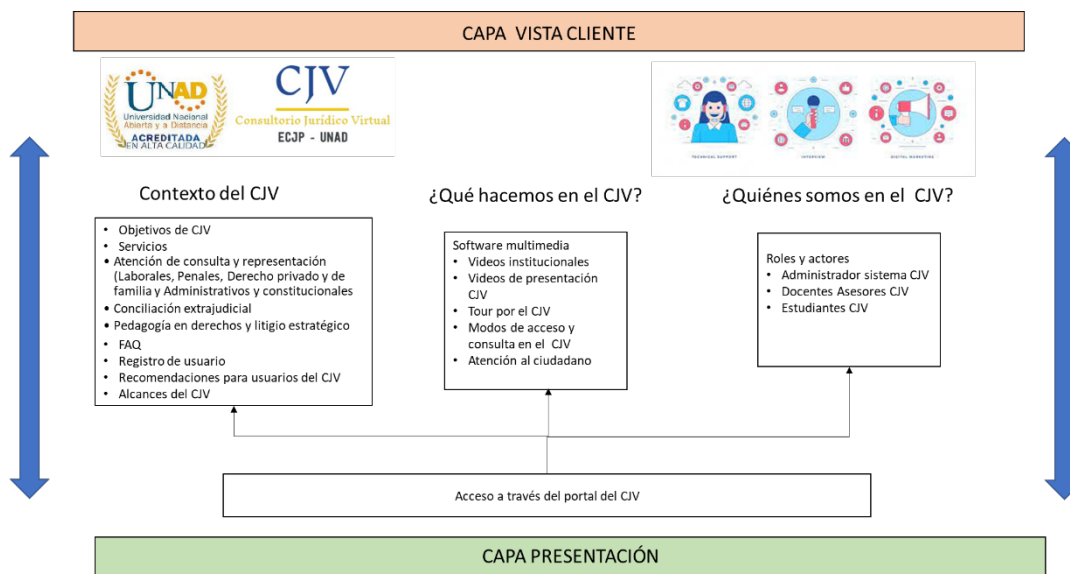 CAPA VISTA CLIENTE
UNAD
Universidad Nacional
Abierta y a Distancia
ACREDITADA
EN ALTA CALIDAD
CJV
Consultorio Jurídico Virtual
ECJP - UNAD
TECHNICAL SUPPORT
INTERVIEW
DIGITAL MARKETING
Contexto del CJV
• Objetivos de CJV
• Servicios
• Atención de consulta y representación
(Laborales, Penales, Derecho privado y de
familia y Administrativos y constitucionales
• Conciliación extrajudicial
• Pedagogía en derechos y litigio estratégico
• FAQ
• Registro de usuario
• Recomendaciones para usuarios del CJV
• Alcances del CJV
¿Qué hacemos en el CJV?
Software multimedia
• Videos institucionales
• Videos de presentación
CJV
• Tour por el CJV
• Modos de acceso y
consulta en el CJV
• Atención al ciudadano
¿Quiénes somos en el CJV?
Roles y actores
• Administrador sistema CJV
• Docentes Asesores CJV
• Estudiantes CJV
Acceso a través del portal del CJV
CAPA PRESENTACIÓN